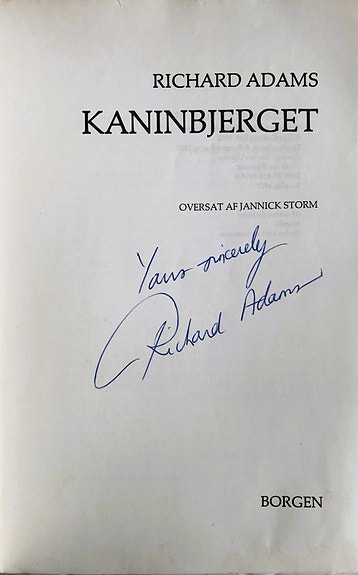 RICHARD ADAMS
KANINBJERGET
OVERSAT AF JANNICK STORM
Yours sincerely
Richard Adams
BORGEN